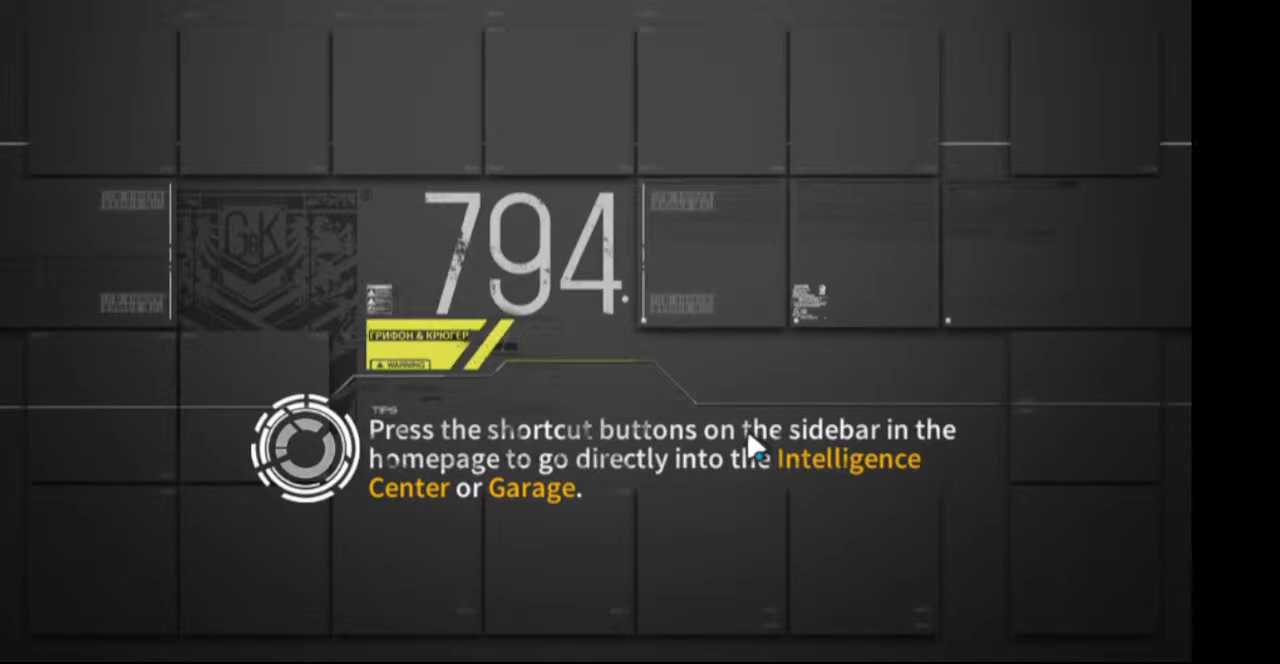 G&K
794.
ГРИФОН & КРЮГЕР
WARNING
TIPS
Press the shortcut buttons on the sidebar in the
homepage to go directly into the Intelligence
Center or Garage.